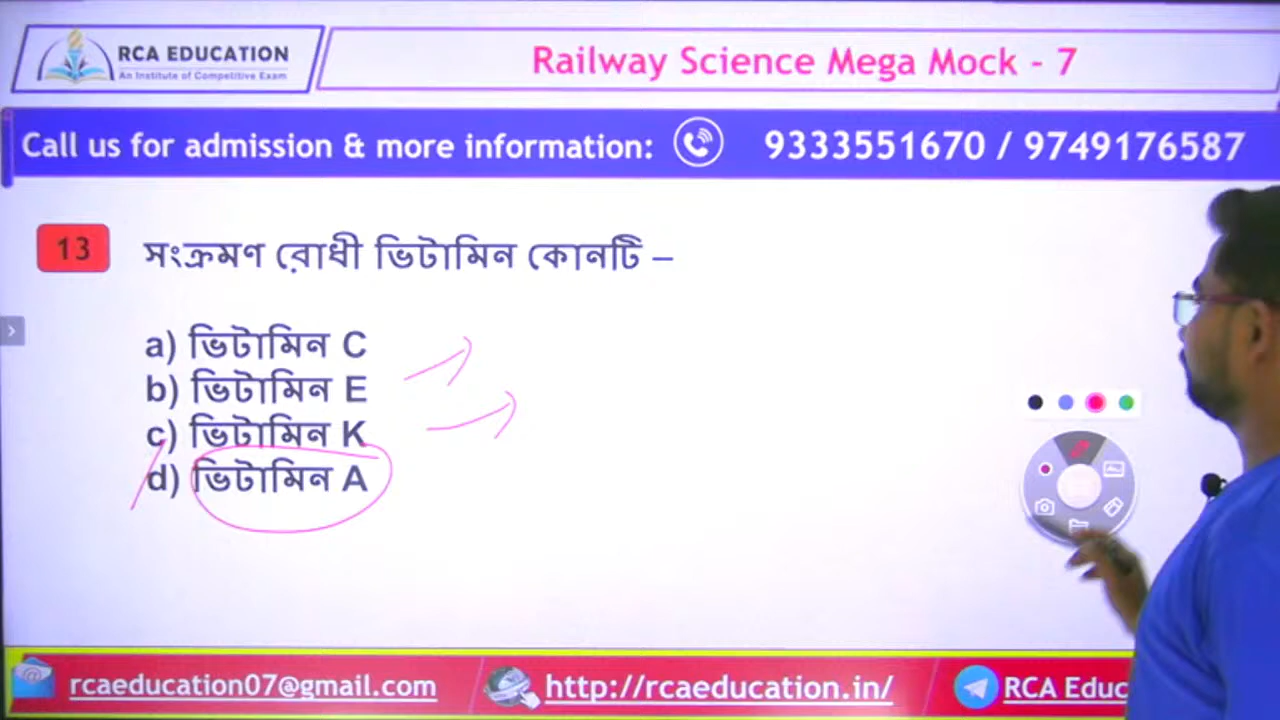 RCA EDUCATION
An Institute of Competitive Exam
Railway Science Mega Mock - 7
Call us for admission & more information: 9333551670 / 9749176587
13 সংক্রমণ রোধী ভিটামিন কোনটি –
a) ভিটামিন C
b) ভিটামিন E
c) ভিটামিন K
d) ভিটামিন A
rcaeducation07@gmail.com http://rcaeducation.in/ RCA Educ